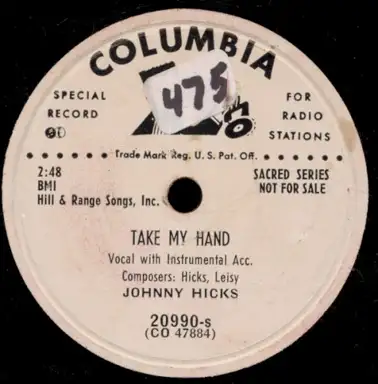 COLUMBIA
475
SPECIAL
RECORD
FOR
RADIO
STATIONS
Trade Mark Reg. U. S. Pat. Off.
2:48
BMI
Hill & Range Songs, Inc.
SACRED SERIES
NOT FOR SALE
TAKE MY HAND
Vocal with Instrumental Acc.
Composers: Hicks, Leisy
JOHNNY HICKS
20990-s
(CO 47884)